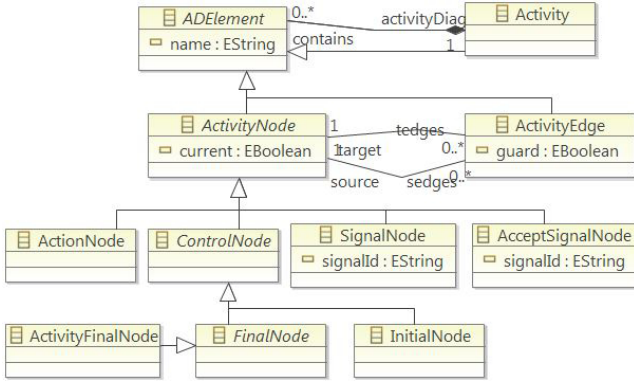 ADElement
0..*
activityDiag
Activity
name : EString
contains
1
ActivityNode
1
tedges
ActivityEdge
current : EBoolean
1
target
0..*
guard : EBoolean
source
sedges
0..*
ActionNode
ControlNode
SignalNode
AcceptSignalNode
signalId : EString
signalId : EString
ActivityFinalNode
FinalNode
InitialNode